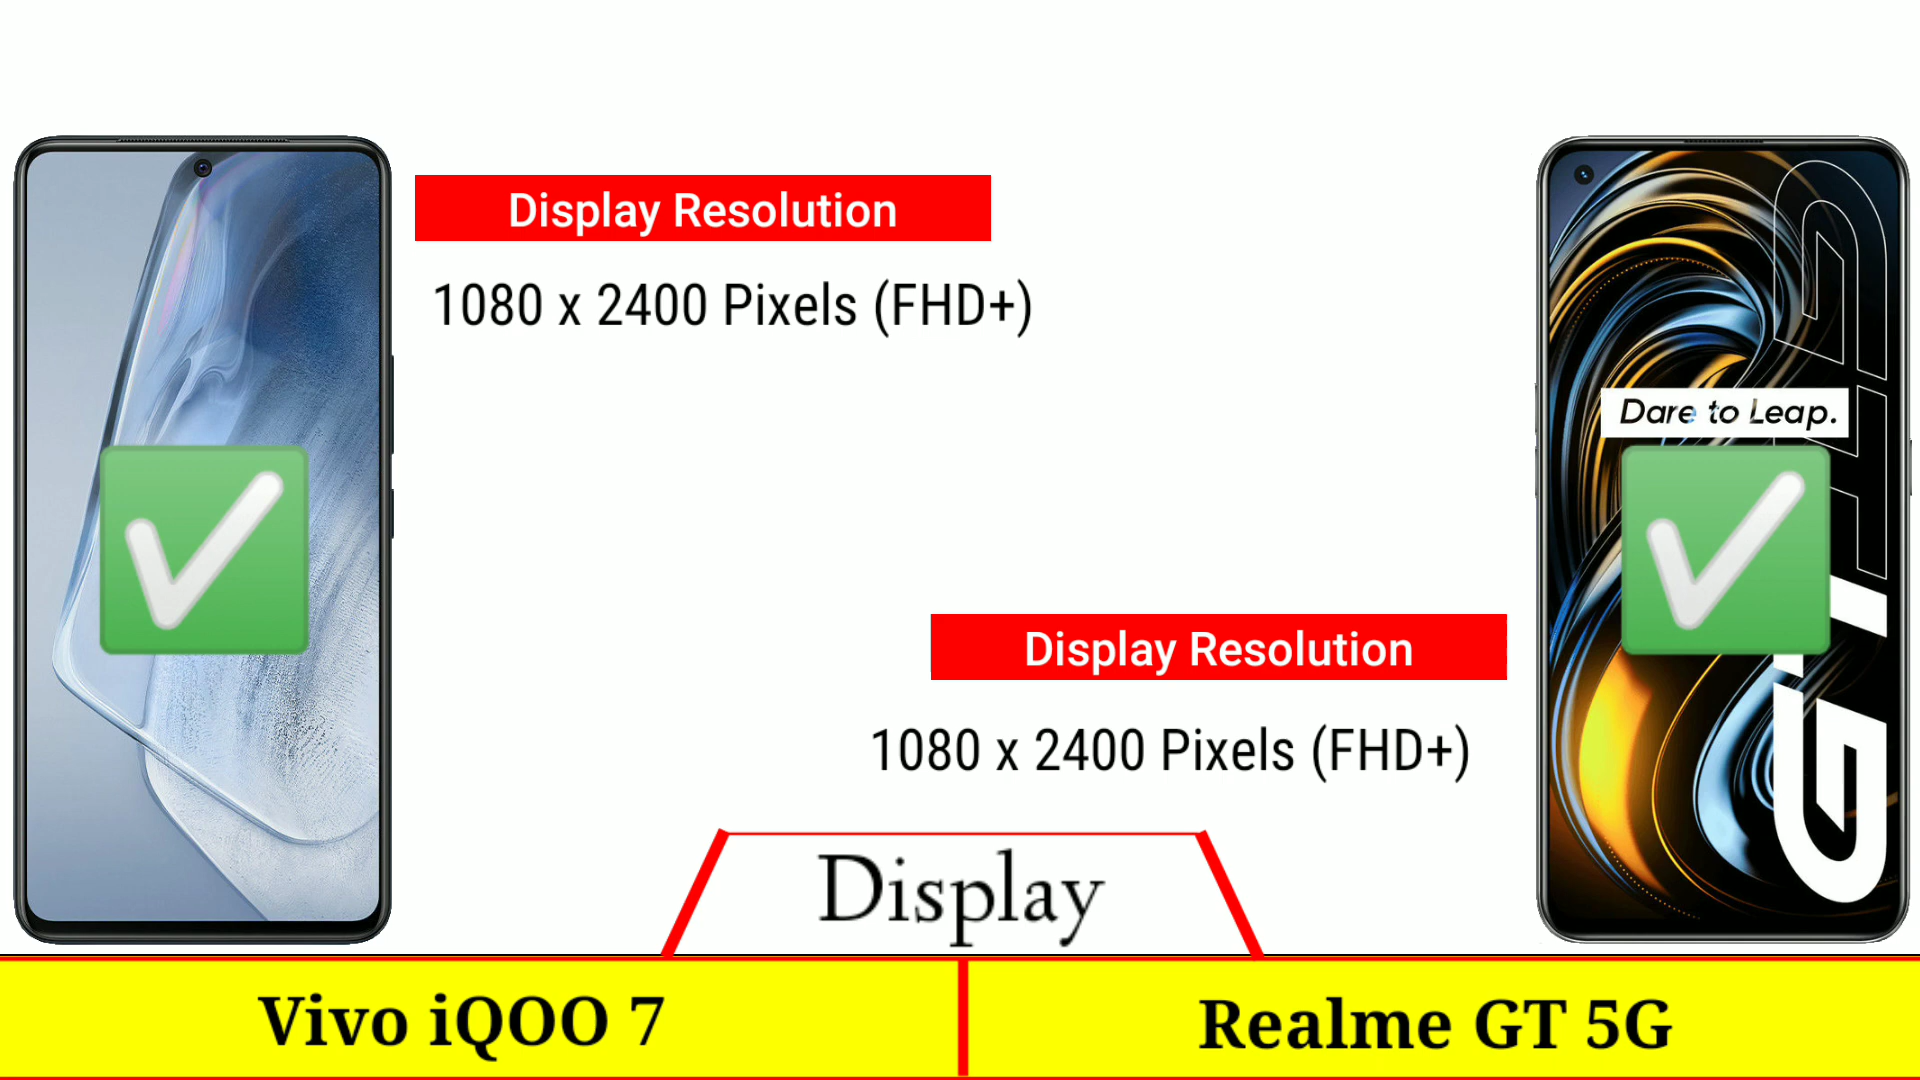 Display Resolution
1080 x 2400 Pixels (FHD+)
Dare to Leap.
GT
Display Resolution
1080 x 2400 Pixels (FHD+)
Display
Vivo iQOO 7
Realme GT 5G